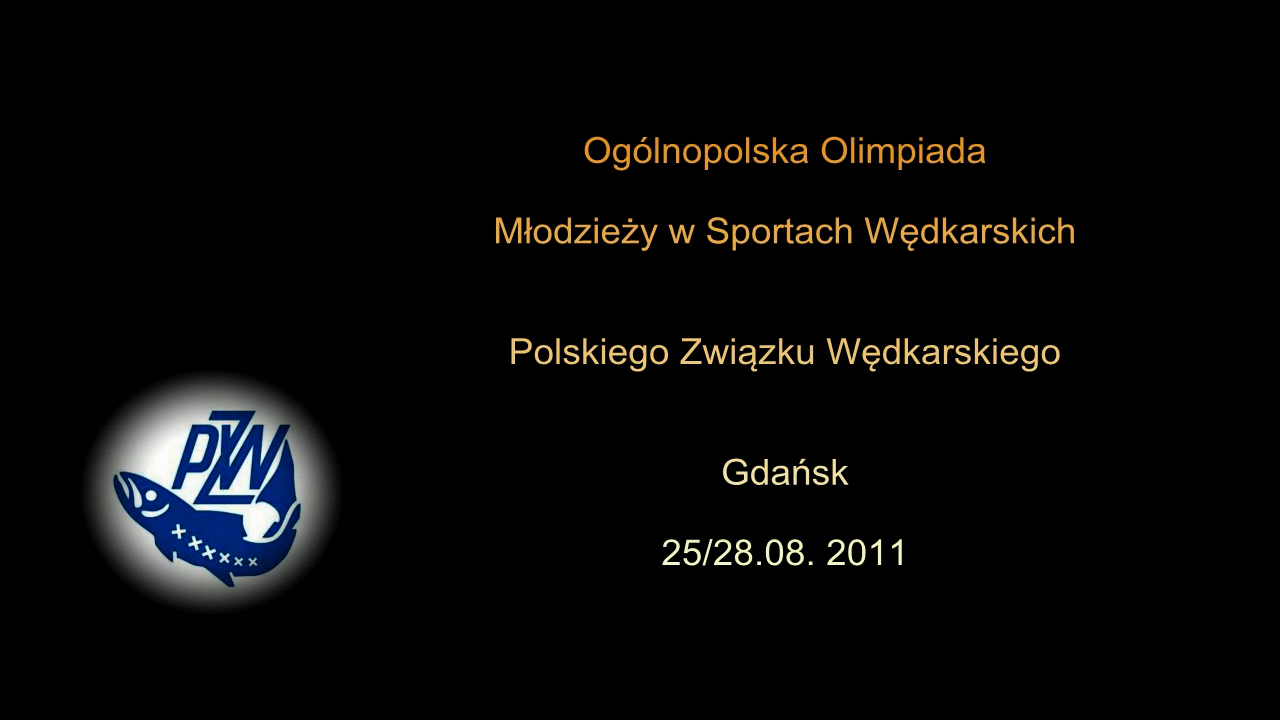 Ogólnopolska Olimpiada
Młodzieży w Sportach Wędkarskich
Polskiego Związku Wędkarskiego
PZW
Gdańsk
25/28.08. 2011